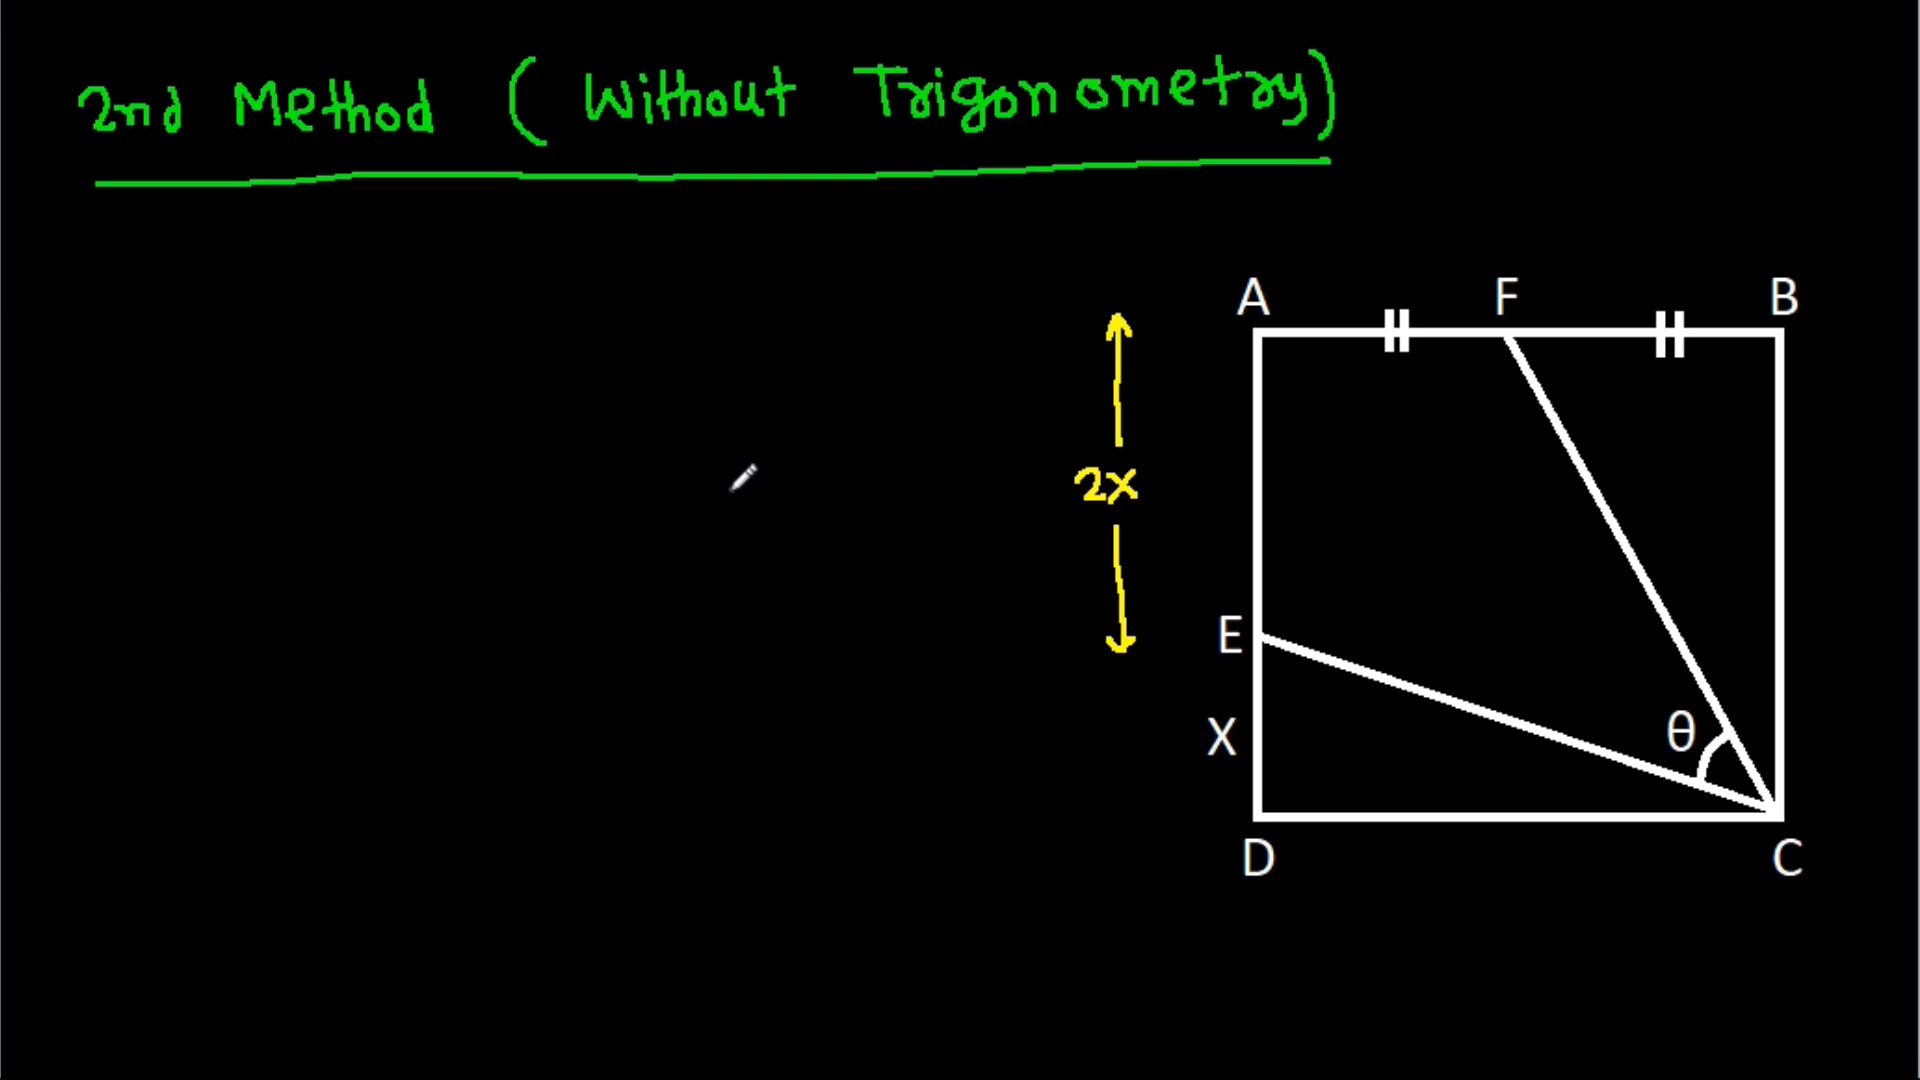 2nd Method (Without Trigonometry)
A F B
2x
E
X θ
D C